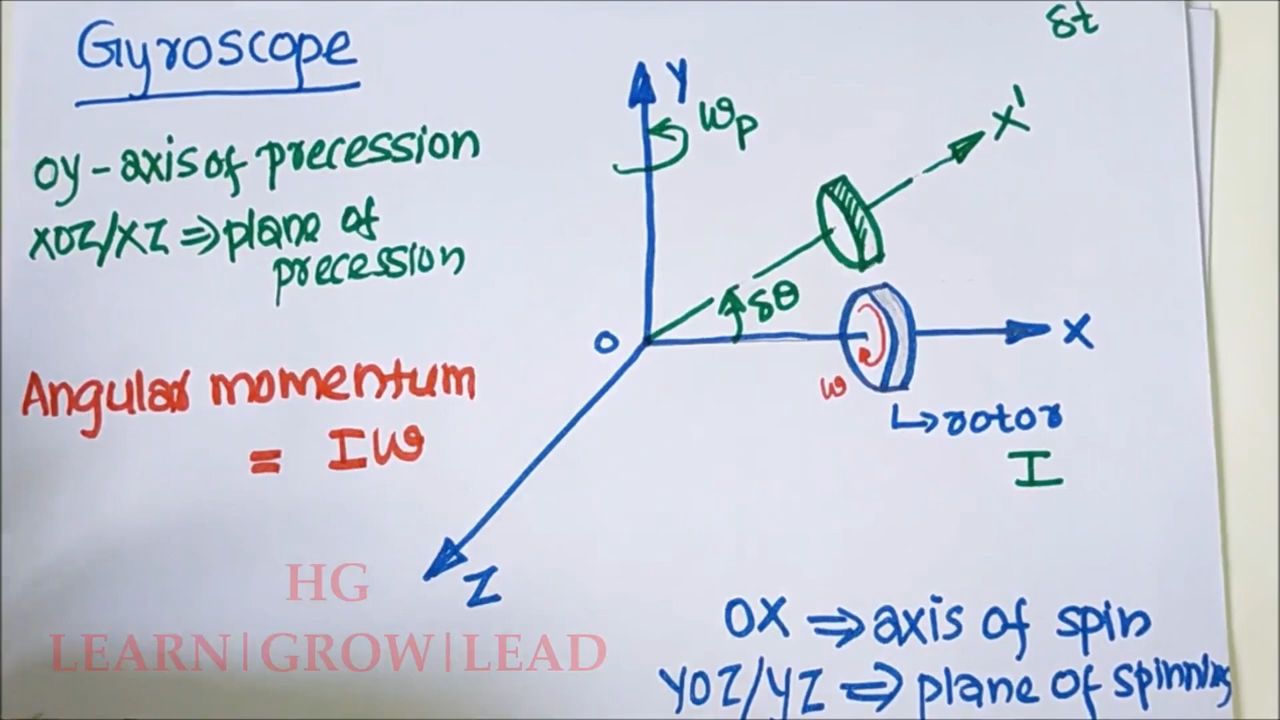 Gyroscope
δt
Y
ωp
X'
oy - axis of precession
XOZ/XZ ⇒ plane of
precession
δθ
O
X
Angular momentum
= Iω
ω
↳ rotor
I
Z
HG
LEARN|GROW|LEAD
OX ⇒ axis of spin
YOZ/YZ ⇒ plane of spinning